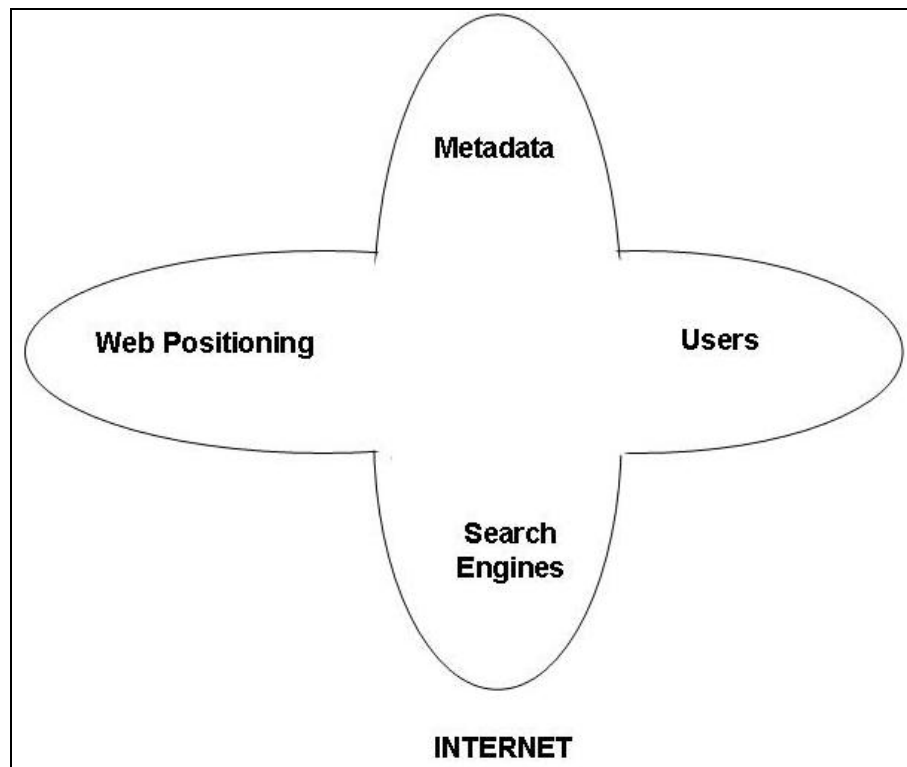 Metadata
Web Positioning
Users
Search
Engines
INTERNET